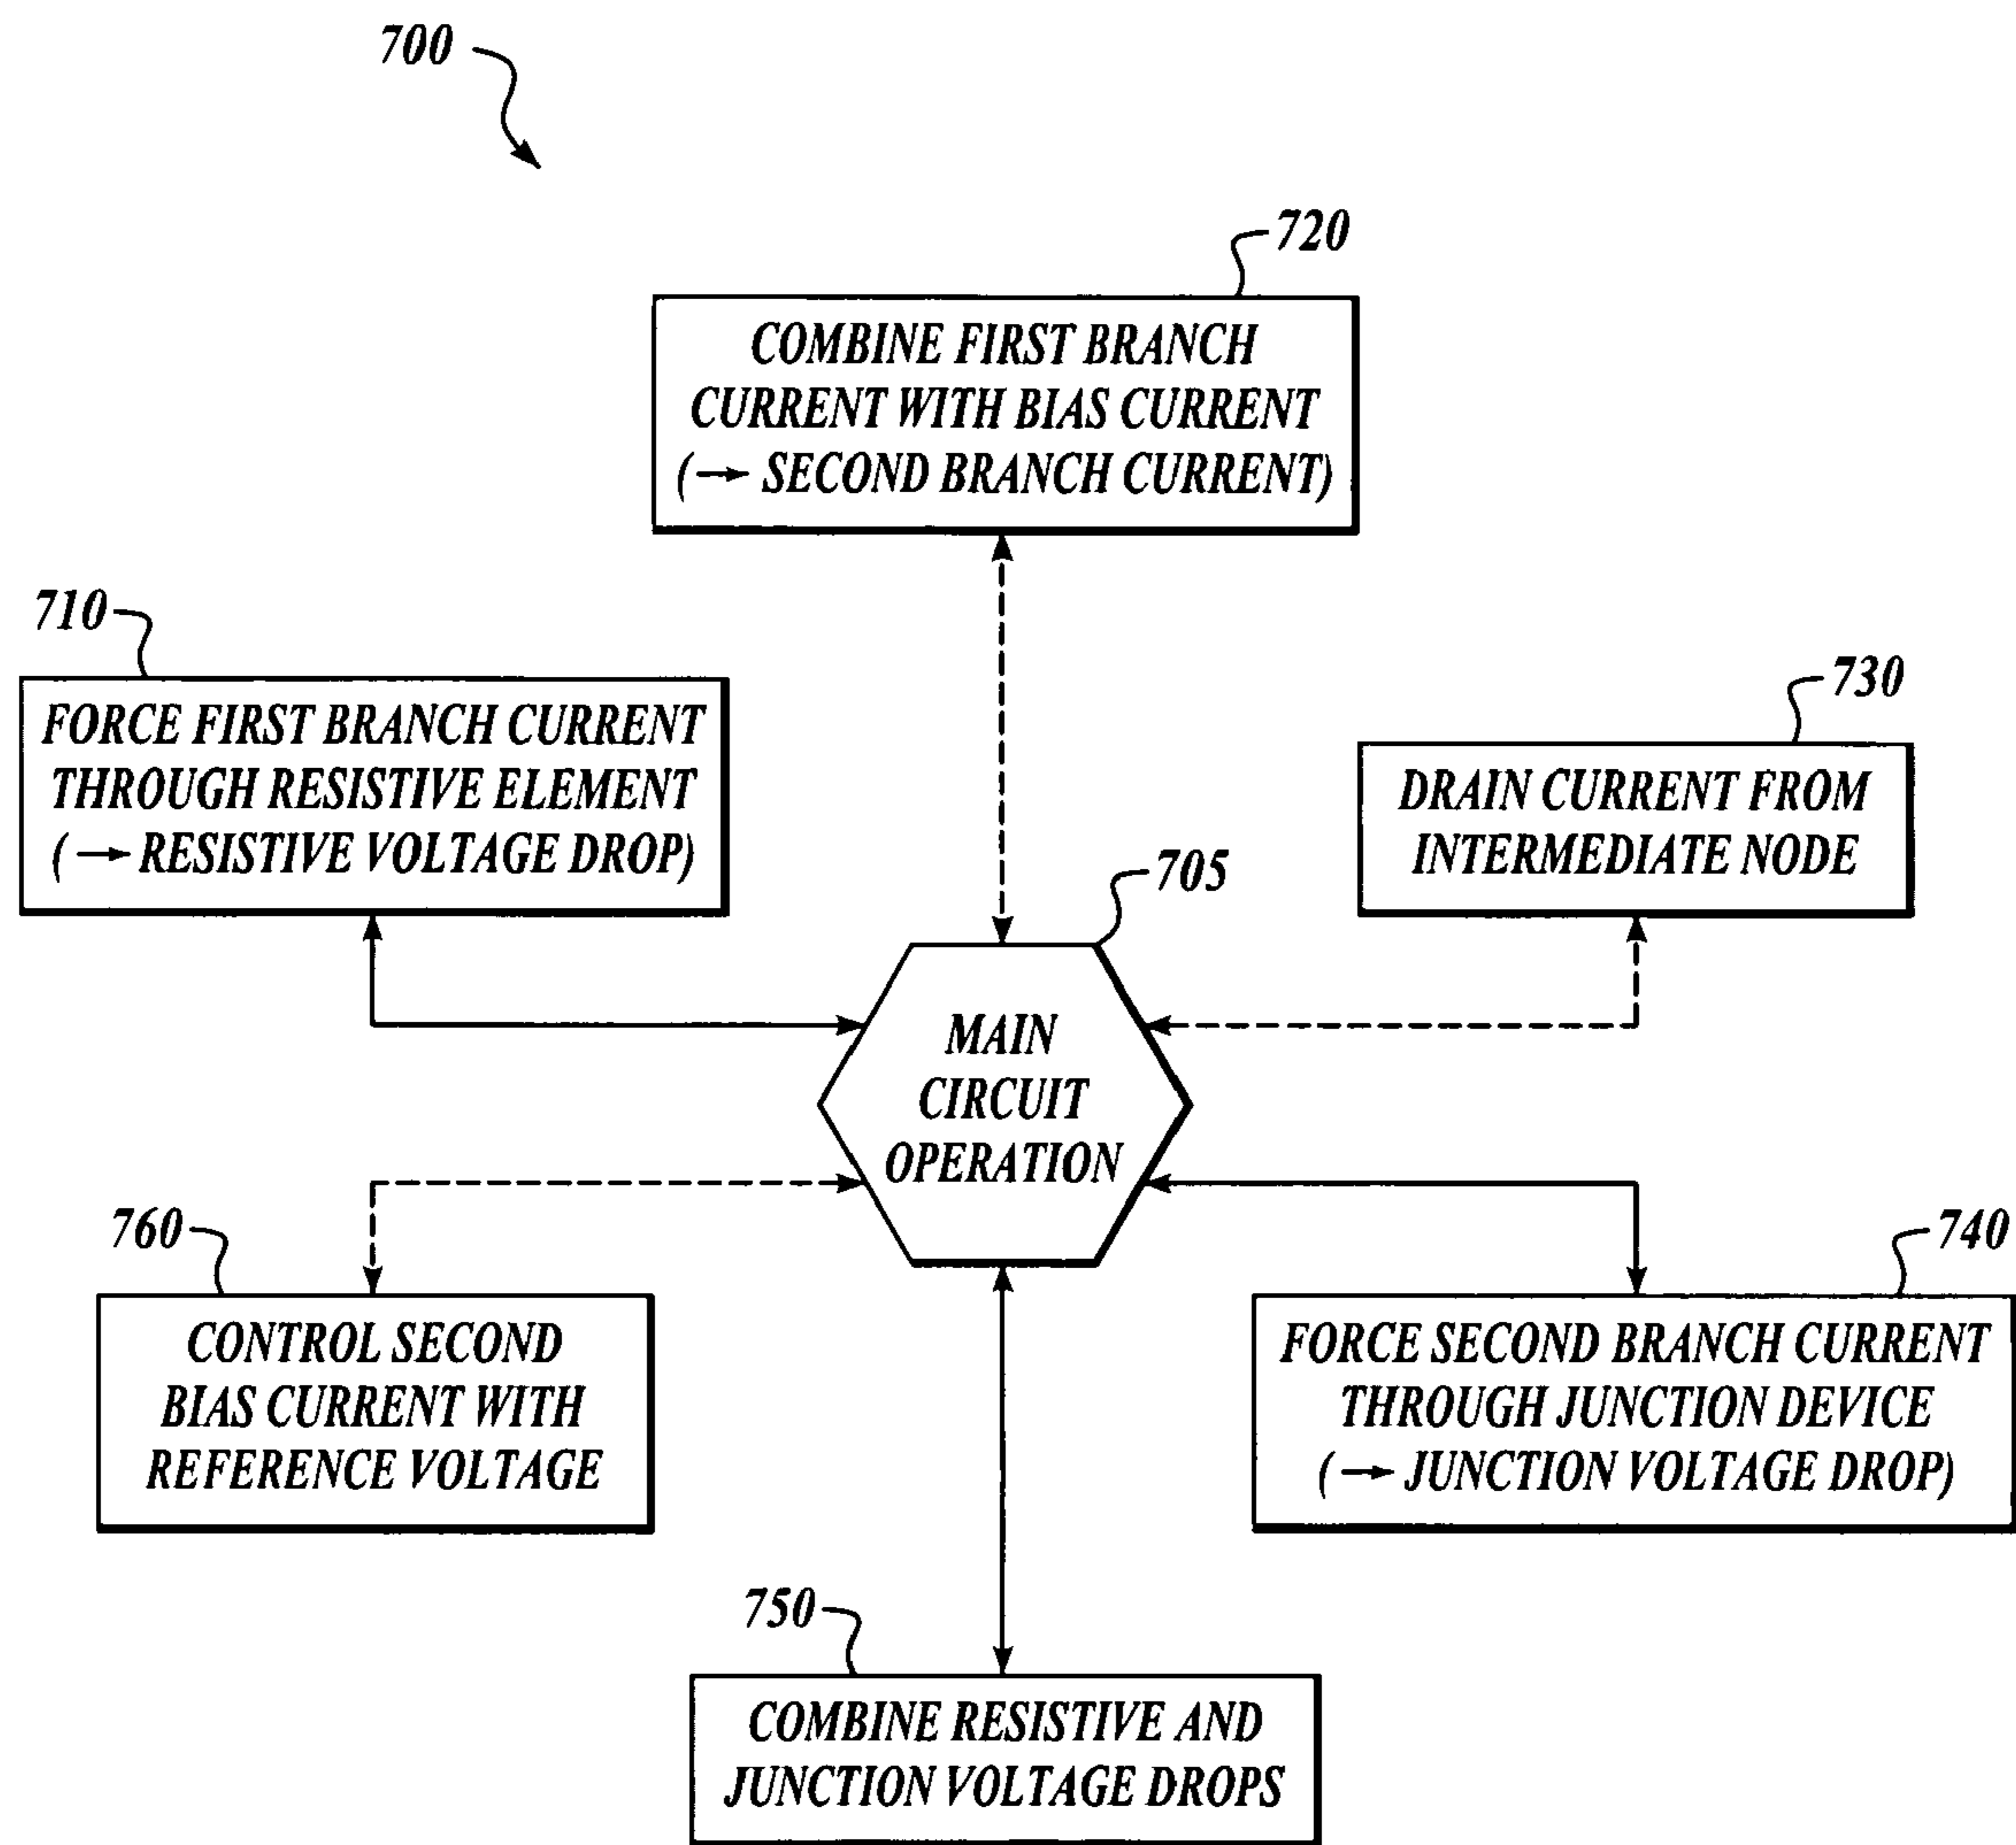 700
720
COMBINE FIRST BRANCH
CURRENT WITH BIAS CURRENT
(→ SECOND BRANCH CURRENT)
710
FORCE FIRST BRANCH CURRENT
THROUGH RESISTIVE ELEMENT
(→ RESISTIVE VOLTAGE DROP)
730
DRAIN CURRENT FROM
INTERMEDIATE NODE
705
MAIN
CIRCUIT
OPERATION
760
CONTROL SECOND
BIAS CURRENT WITH
REFERENCE VOLTAGE
740
FORCE SECOND BRANCH CURRENT
THROUGH JUNCTION DEVICE
(→ JUNCTION VOLTAGE DROP)
750
COMBINE RESISTIVE AND
JUNCTION VOLTAGE DROPS